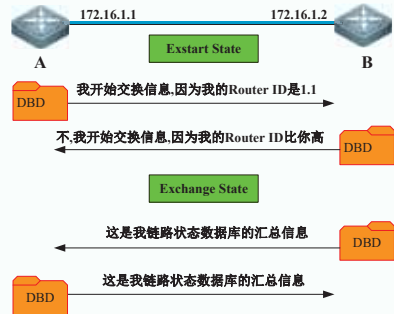 172.16.1.1 172.16.1.2
A Exstart State B
我开始交换信息,因为我的Router ID是1.1
DBD
不,我开始交换信息,因为我的Router ID比你高
DBD
Exchange State
这是我链路状态数据库的汇总信息
DBD
这是我链路状态数据库的汇总信息
DBD